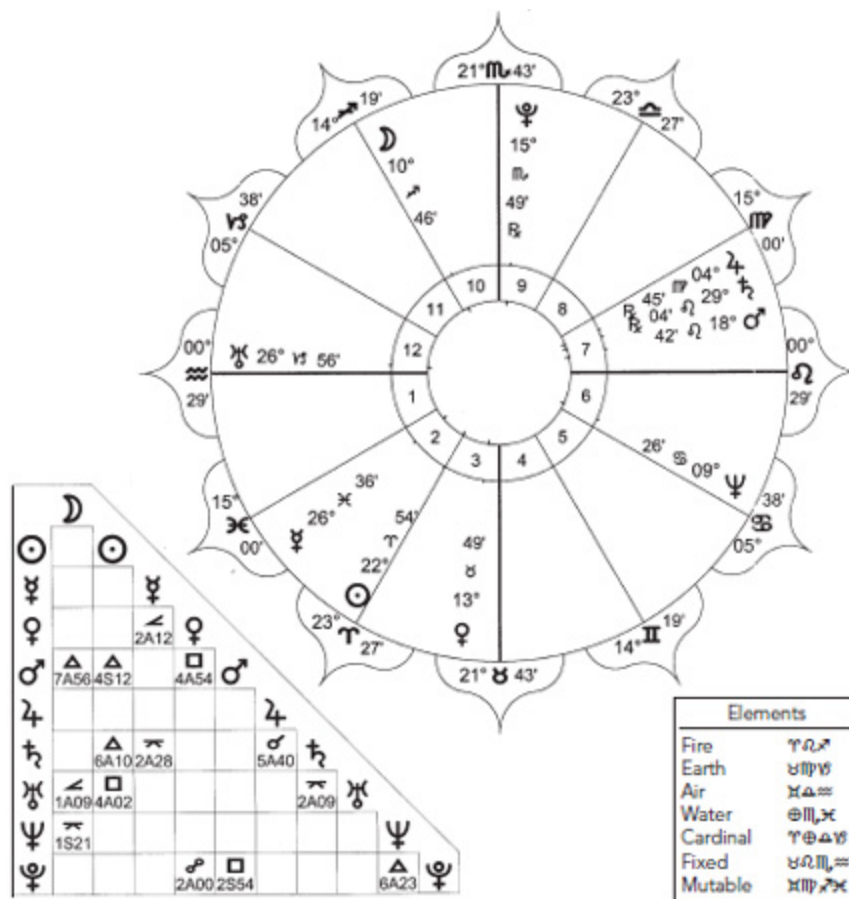 21° ♏ 43'
14° ♐ 19'
23° ♎ 27'
☽ 10° ♐ 46'
♇ 15° ♏ 49' ℞
05° ♑ 38'
15° ♍ 00'
45' ♍ 04° ♃
℞ 04' ♌ 29° ♄
℞ 42' ♌ 18° ♂
11 10 9 8
12 7
1 6
2 3 4 5
00° ♒ 29'
♅ 26° ♑ 56'
00° ♌ 29'
26' ♋ 09° ♆
15° ♓ 00'
☿ 26° ♓ 36'
☉ 22° ♈ 54'
49' ♉ 13° ♀
05° ♋ 38'
23° ♈ 27'
21° ♉ 43'
14° ♊ 19'
☽
☉ ☉
☿ ☿
♀ ⚺ 2A12 ♀
♂ △ 7A56 △ 4S12 □ 4A54 ♂
♃ ♃
♄ △ 6A10 ⚻ 2A28 ☌ 5A40 ♄
♅ ∠ 1A09 □ 4A02 ⚻ 2A09 ♅
♆ ⚻ 1S21 ♆
♇ ☍ 2A00 □ 2S54 △ 6A23 ♇
Elements
Fire ♈♌♐
Earth ♉♍♑
Air ♊♎♒
Water ⊕♏♓
Cardinal ♈⊕♎♑
Fixed ♉♌♏♒
Mutable ♊♍♐♓